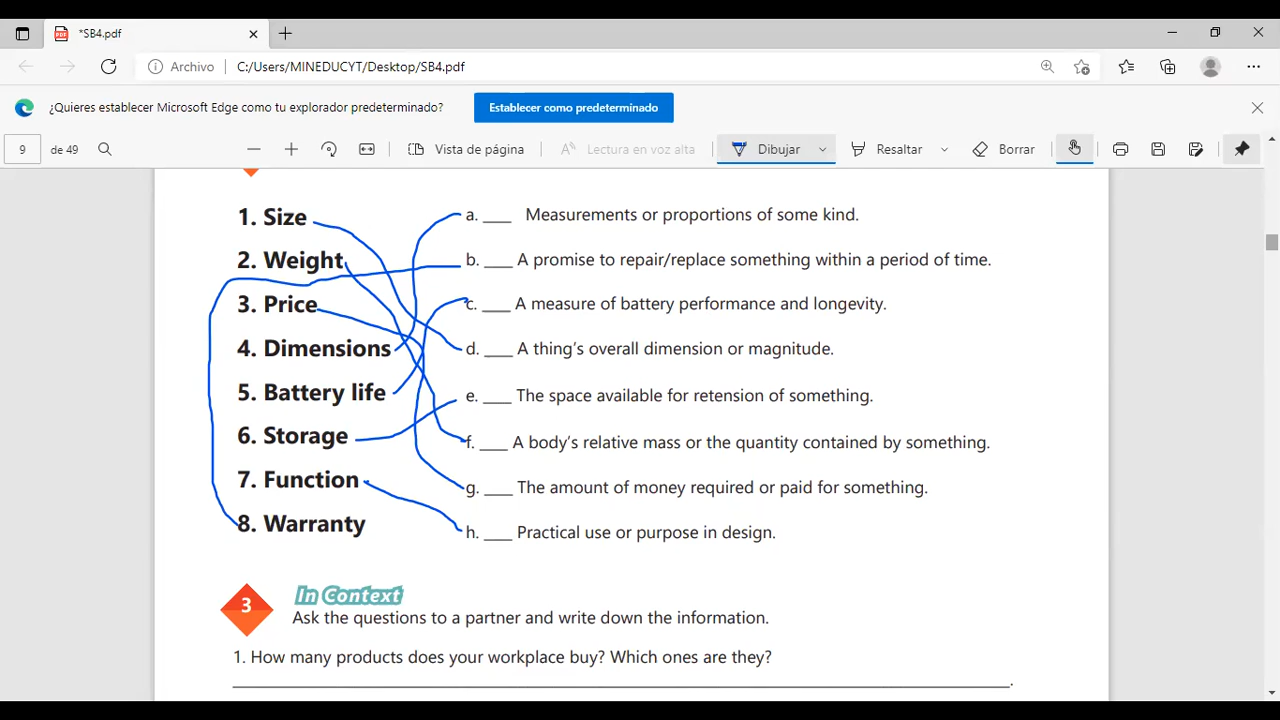 *SB4.pdf
Archivo C:/Users/MINEDUCYT/Desktop/SB4.pdf
¿Quieres establecer Microsoft Edge como tu explorador predeterminado? Establecer como predeterminado
9 de 49 Vista de página Lectura en voz alta Dibujar Resaltar Borrar
1. Size a. ____ Measurements or proportions of some kind.
2. Weight b. ____ A promise to repair/replace something within a period of time.
3. Price c. ____ A measure of battery performance and longevity.
4. Dimensions d. ____ A thing's overall dimension or magnitude.
5. Battery life e. ____ The space available for retention of something.
6. Storage f. ____ A body's relative mass or the quantity contained by something.
7. Function g. ____ The amount of money required or paid for something.
8. Warranty h. ____ Practical use or purpose in design.
3 In Context
Ask the questions to a partner and write down the information.
1. How many products does your workplace buy? Which ones are they?